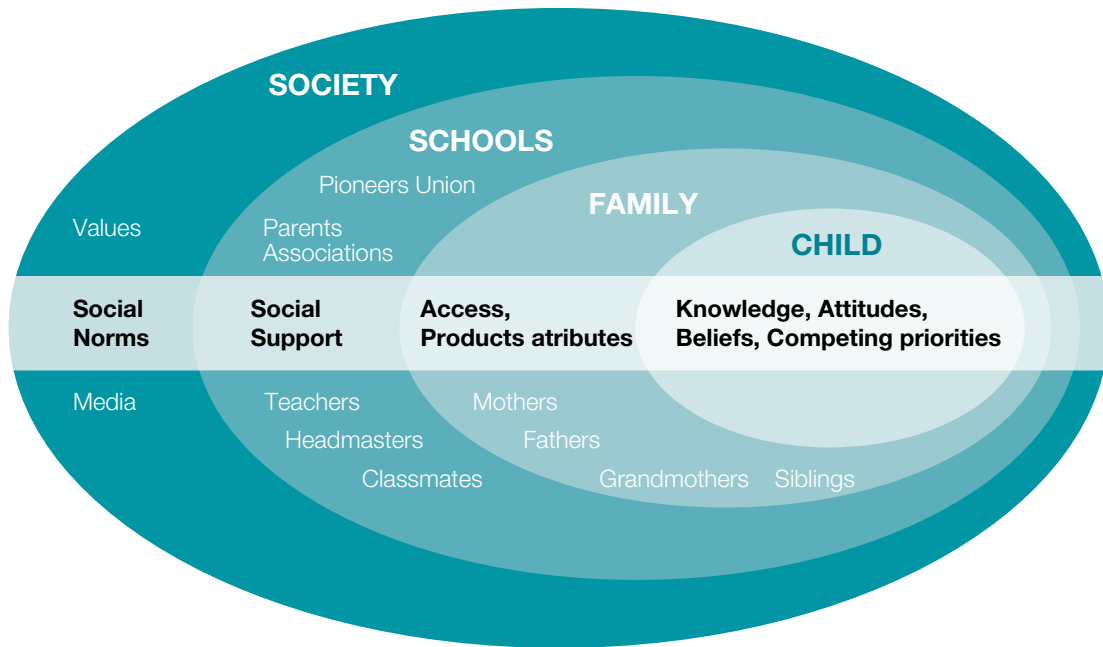 SOCIETY
SCHOOLS
Pioneers Union
FAMILY
Values
Parents
Associations
CHILD
Social
Norms
Social
Support
Access,
Products atributes
Knowledge, Attitudes,
Beliefs, Competing priorities
Media
Teachers
Mothers
Headmasters
Fathers
Classmates
Grandmothers
Siblings